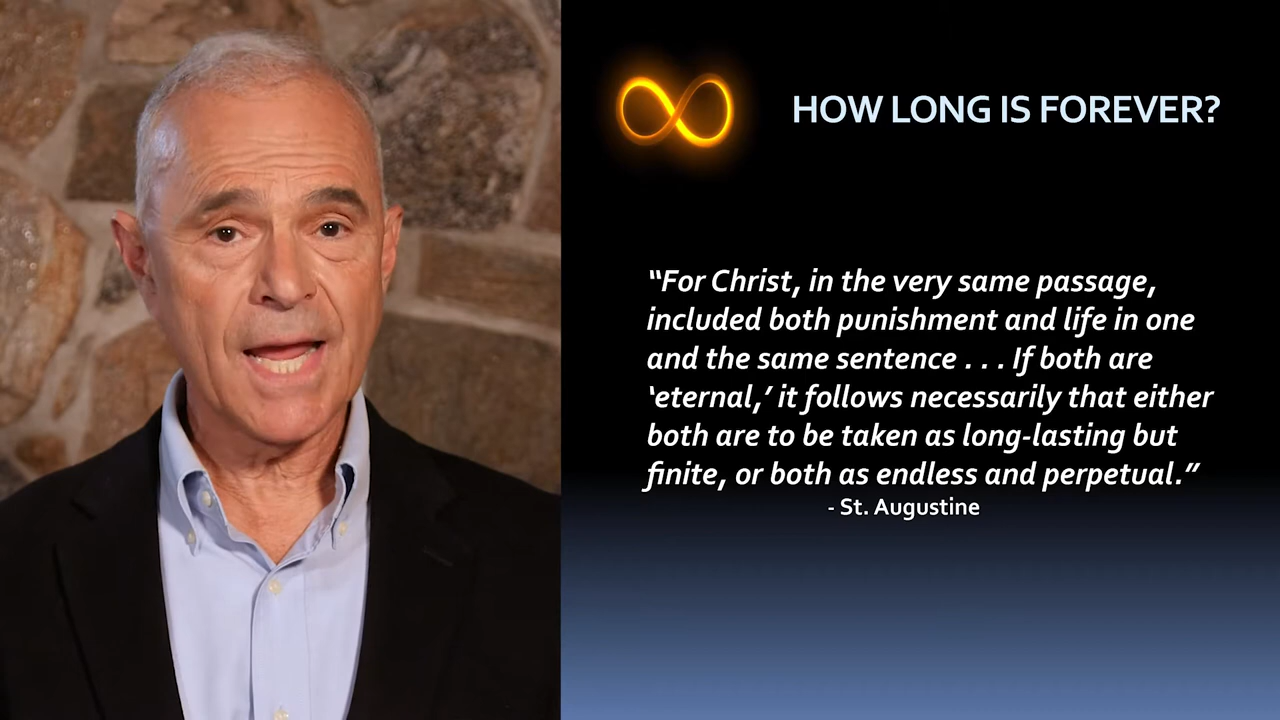 HOW LONG IS FOREVER?
“For Christ, in the very same passage,
included both punishment and life in one
and the same sentence . . . If both are
‘eternal,’ it follows necessarily that either
both are to be taken as long-lasting but
finite, or both as endless and perpetual.”
- St. Augustine